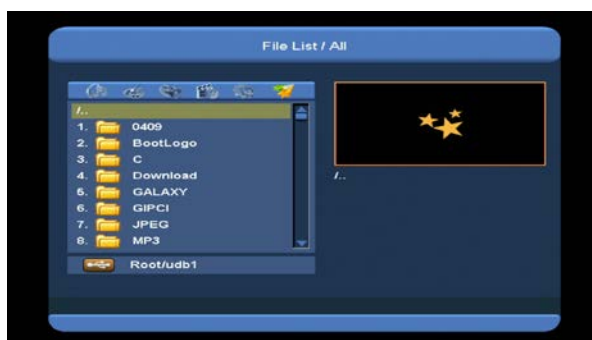 File List / All
/..
1. 0409
2. BootLogo
3. C
4. Download
5. GALAXY
6. GIPCI
7. JPEG
8. MP3
/..
Root/udb1